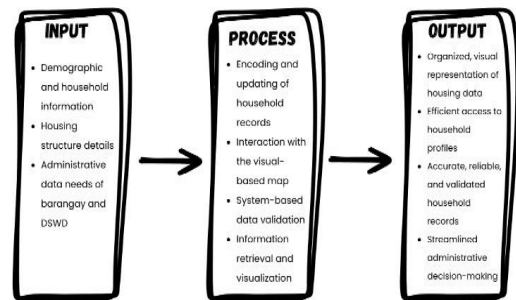 INPUT
• Demographic
and household
information
• Housing
structure details
• Administrative
data needs of
barangay and
DSWD
PROCESS
• Encoding and
updating of
household
records
• Interaction with
the visual-
based map
• System-based
data validation
• Information
retrieval and
visualization
OUTPUT
• Organized, visual
representation of
housing data
• Efficient access to
household
profiles
• Accurate, reliable,
and validated
household
records
• Streamlined
administrative
decision-making